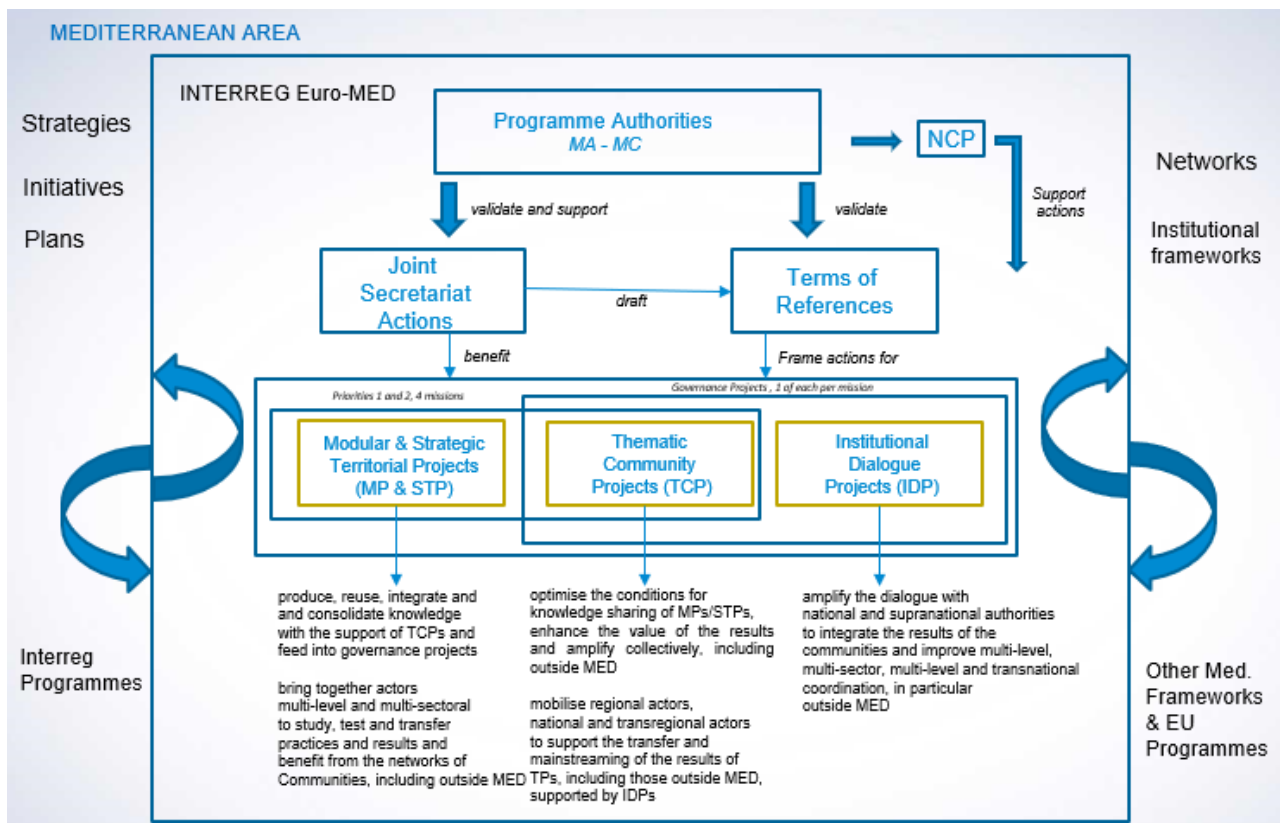 MEDITERRANEAN AREA
INTERREG Euro-MED
Strategies
Initiatives
Plans
Programme Authorities
MA - MC
NCP
Networks
Institutional
frameworks
validate and support
validate
Support
actions
Joint
Secretariat
Actions
draft
Terms of
References
benefit
Frame actions for
Priorities 1 and 2, 4 missions
Governance Projects , 1 of each per mission
Modular & Strategic
Territorial Projects
(MP & STP)
Thematic
Community
Projects (TCP)
Institutional
Dialogue
Projects (IDP)
produce, reuse, integrate and
and consolidate knowledge
with the support of TCPs and
feed into governance projects
bring together actors
multi-level and multi-sectoral
to study, test and transfer
practices and results and
benefit from the networks of
Communities, including outside MED
optimise the conditions for
knowledge sharing of MPs/STPs,
enhance the value of the results
and amplify collectively, including
outside MED
mobilise regional actors,
national and transregional actors
to support the transfer and
mainstreaming of the results of
TPs, including those outside MED,
supported by IDPs
amplify the dialogue with
national and supranational authorities
to integrate the results of the
communities and improve multi-level,
multi-sector, multi-level and transnational
coordination, in particular
outside MED
Interreg
Programmes
Other Med.
Frameworks
& EU
Programmes